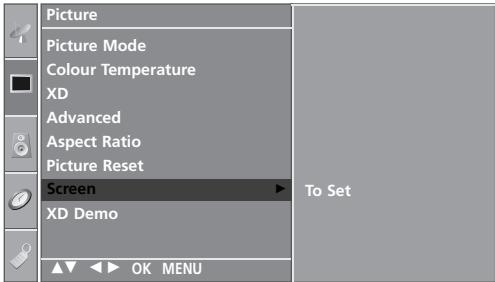 Picture
Picture Mode
Colour Temperature
XD
Advanced
Aspect Ratio
Picture Reset
Screen ► To Set
XD Demo
▲▼ ◄► OK MENU